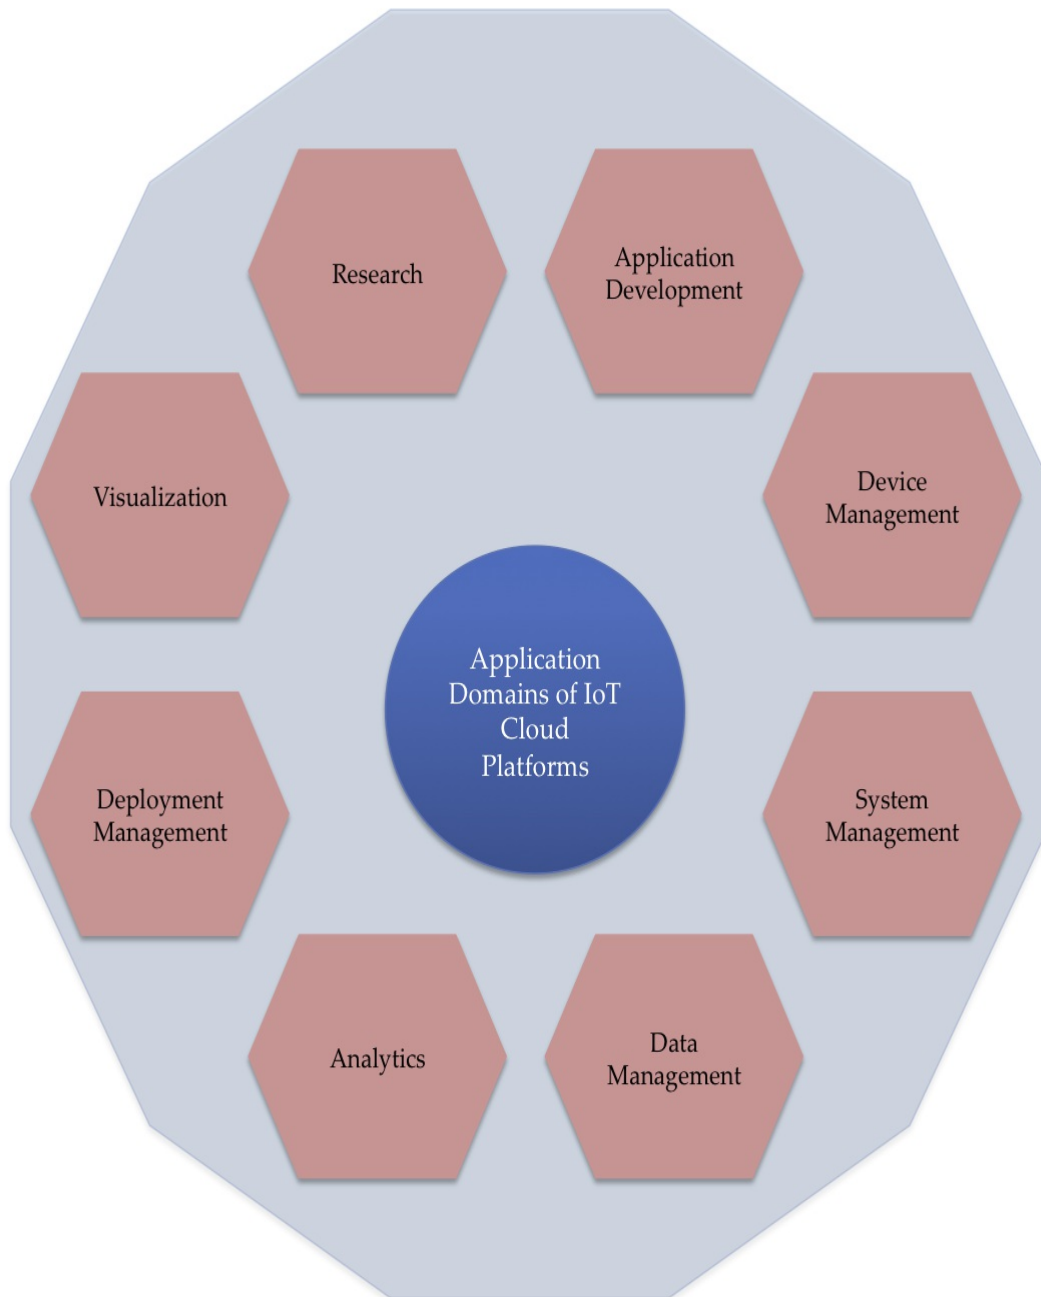 Research
Application
Development
Visualization
Device
Management
Application
Domains of IoT
Cloud
Platforms
Deployment
Management
System
Management
Analytics
Data
Management